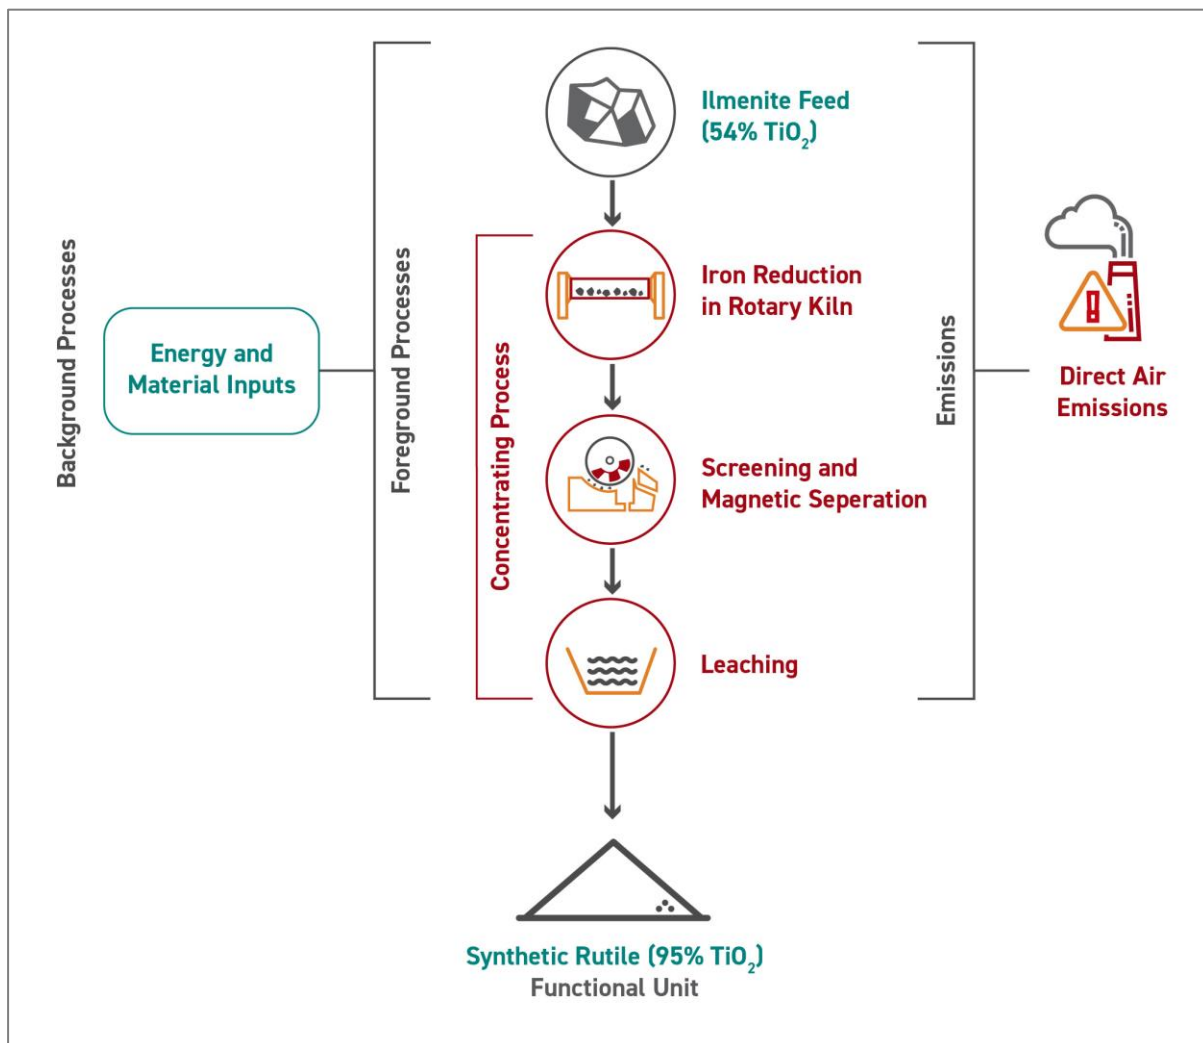 Ilmenite Feed
(54% TiO₂)
Background Processes
Energy and
Material Inputs
Foreground Processes
Concentrating Process
Iron Reduction
in Rotary Kiln
Screening and
Magnetic Seperation
Leaching
Emissions
Direct Air
Emissions
Synthetic Rutile (95% TiO₂)
Functional Unit